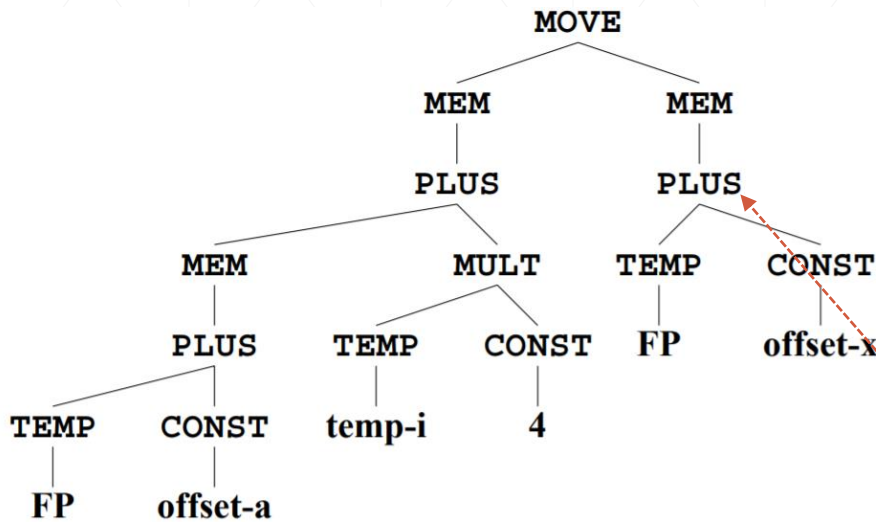 MOVE
MEM MEM
PLUS PLUS
MEM MULT TEMP CONST
PLUS TEMP CONST FP offset-x
TEMP CONST temp-i 4
FP offset-a